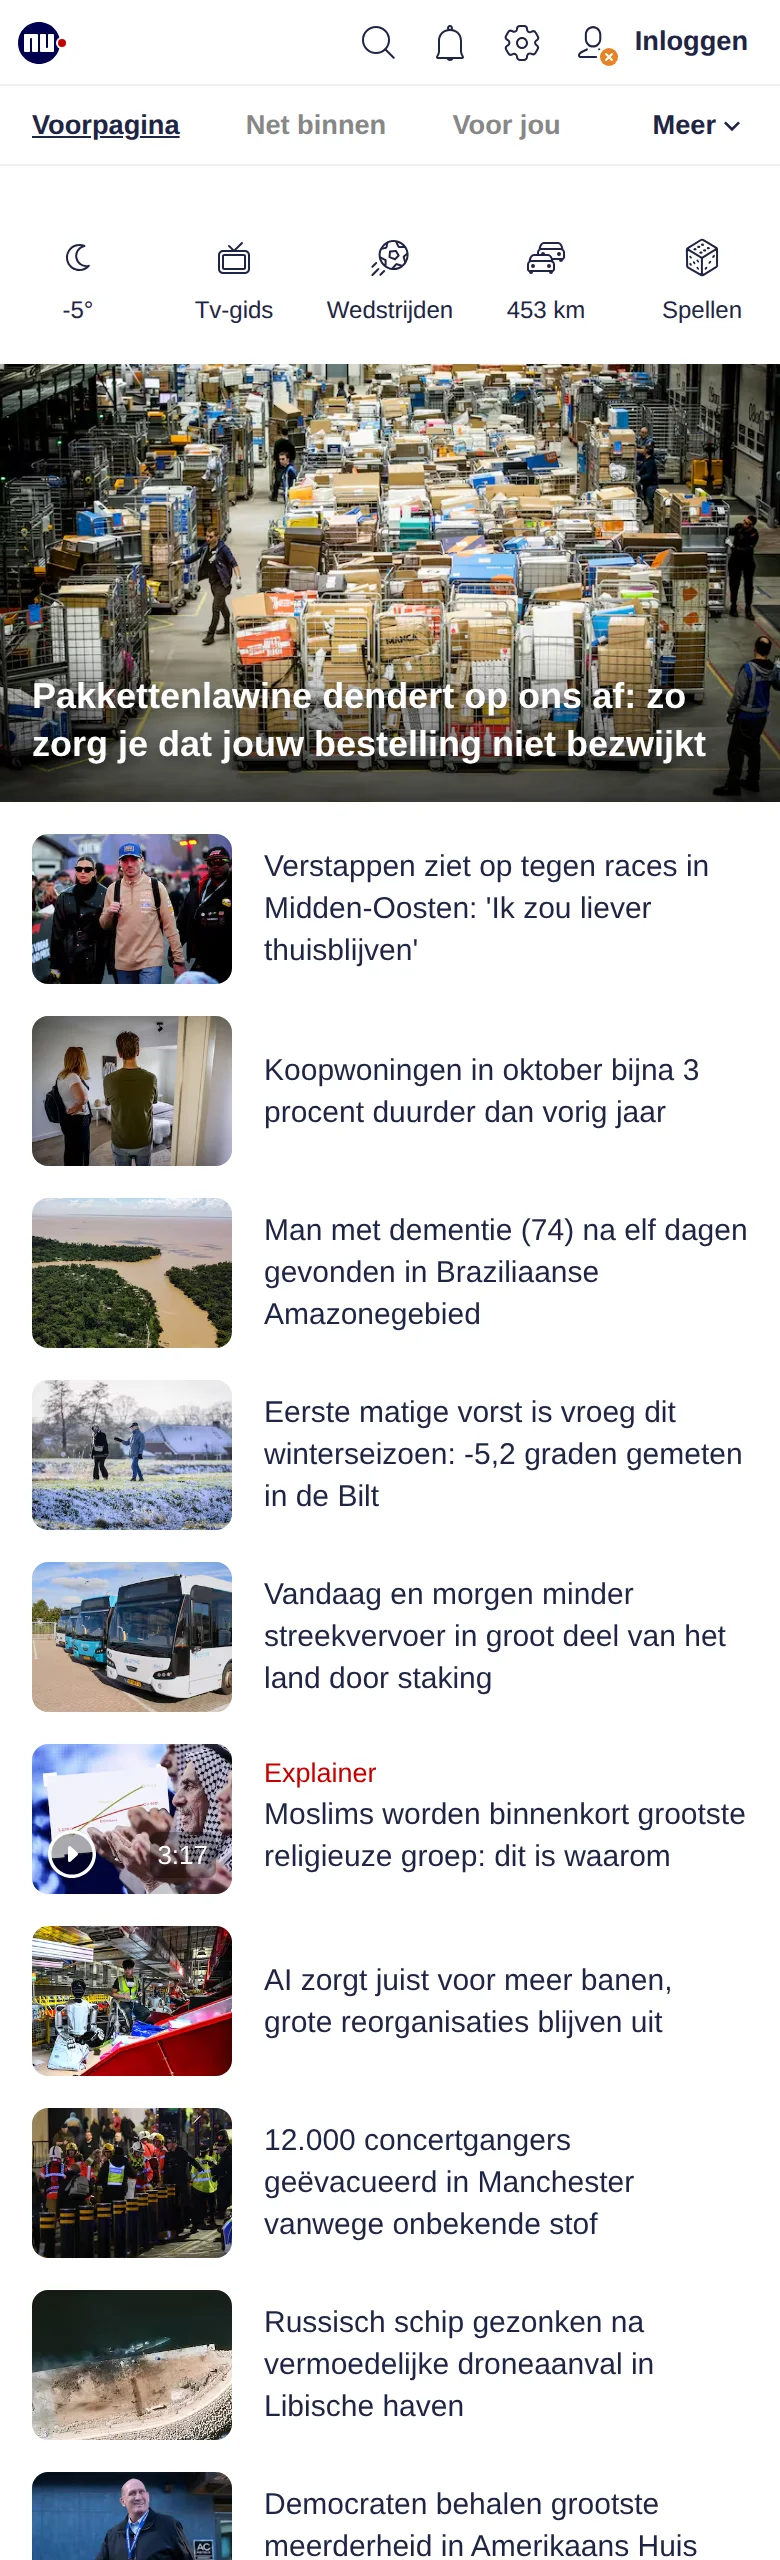 nu
Inloggen
Voorpagina
Net binnen
Voor jou
Meer
-5°
Tv-gids
Wedstrijden
453 km
Spellen
Pakkettenlawine dendert op ons af: zo
zorg je dat jouw bestelling niet bezwijkt
Verstappen ziet op tegen races in
Midden-Oosten: 'Ik zou liever
thuisblijven'
Koopwoningen in oktober bijna 3
procent duurder dan vorig jaar
Man met dementie (74) na elf dagen
gevonden in Braziliaanse
Amazonegebied
Eerste matige vorst is vroeg dit
winterseizoen: -5,2 graden gemeten
in de Bilt
Vandaag en morgen minder
streekvervoer in groot deel van het
land door staking
3:17
Explainer
Moslims worden binnenkort grootste
religieuze groep: dit is waarom
AI zorgt juist voor meer banen,
grote reorganisaties blijven uit
12.000 concertgangers
geëvacueerd in Manchester
vanwege onbekende stof
Russisch schip gezonken na
vermoedelijke droneaanval in
Libische haven
AC
Democraten behalen grootste
meerderheid in Amerikaans Huis